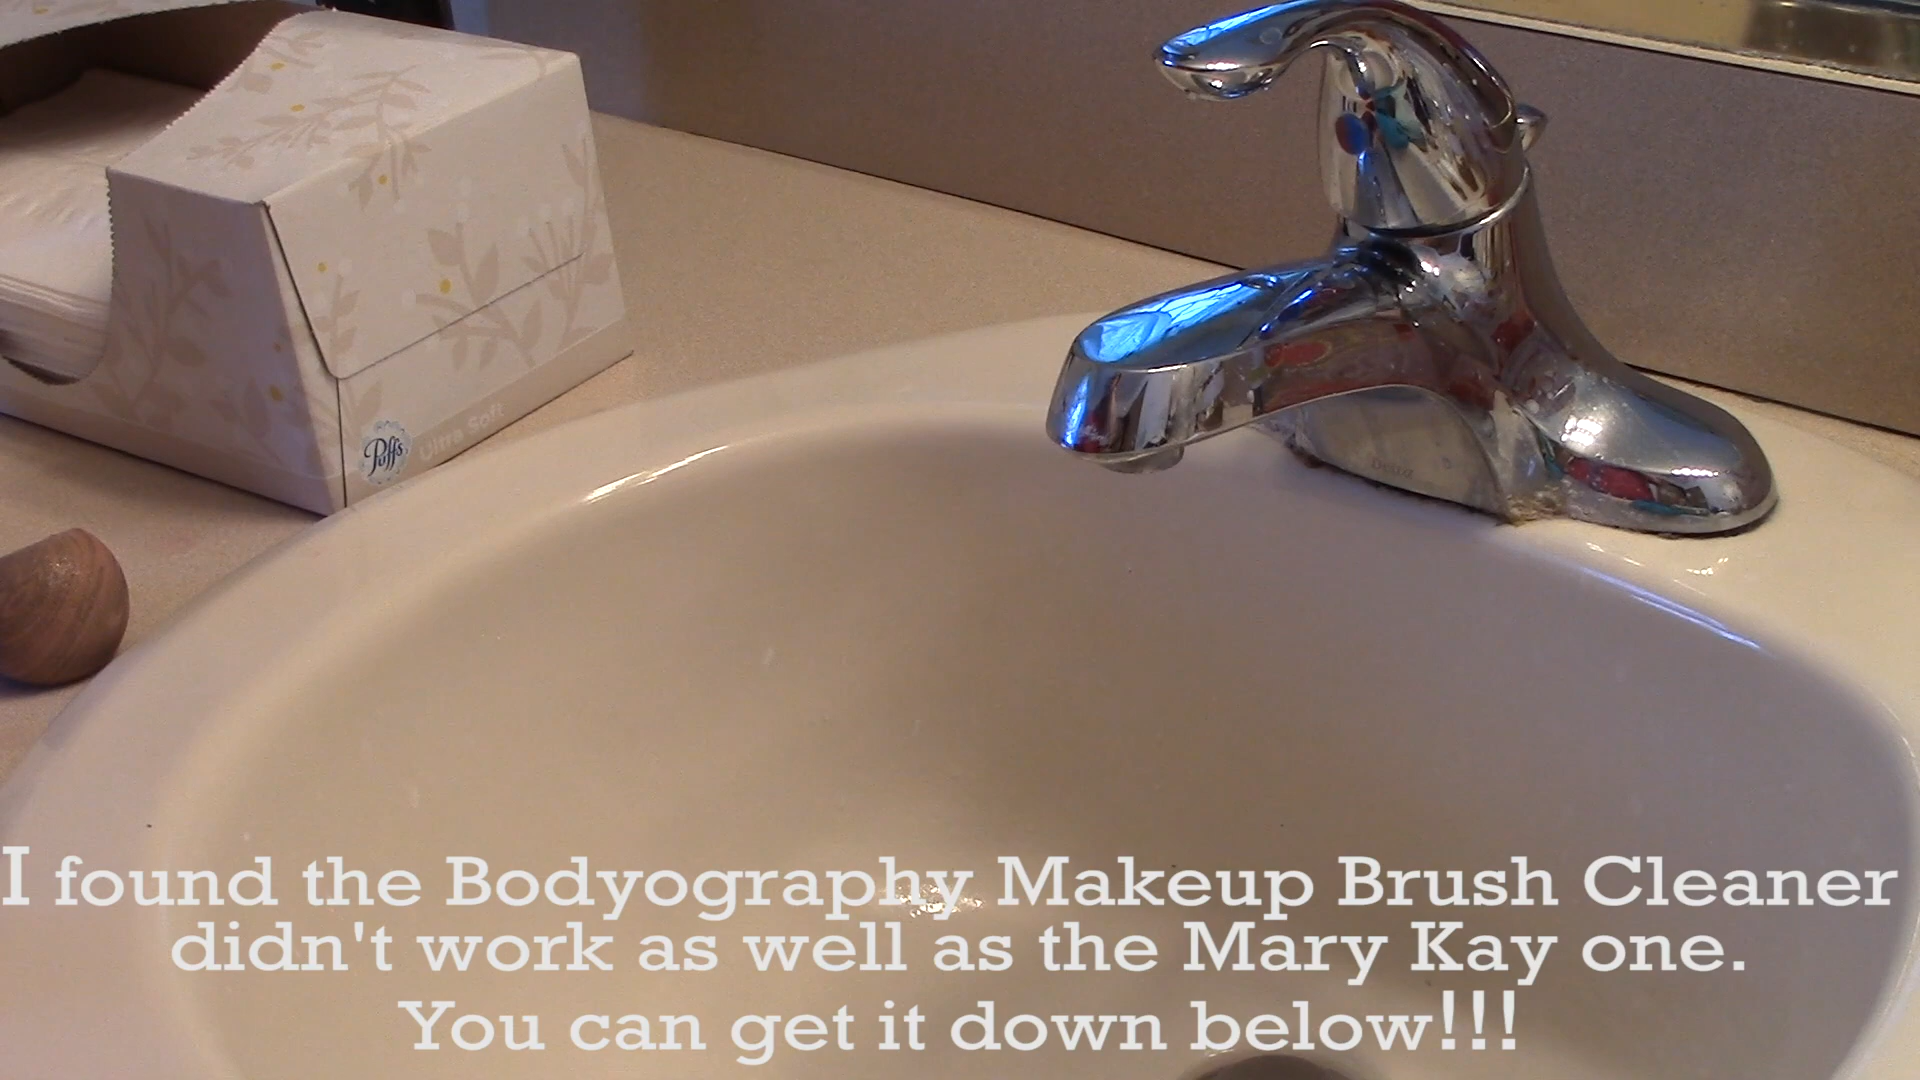 Puffs Ultra Soft
I found the Bodyography Makeup Brush Cleaner
didn't work as well as the Mary Kay one.
You can get it down below!!!